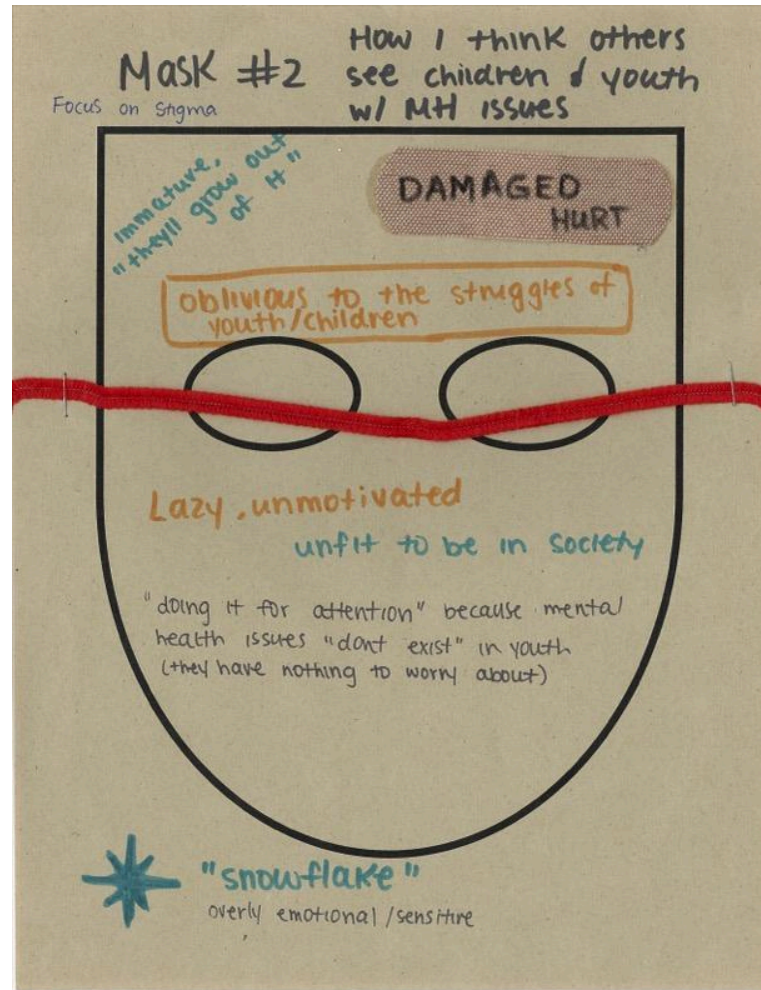 Mask #2
How I think others
see children & youth
w/ MH issues
Focus on stigma
immature,
"they'll grow out
of it"
DAMAGED
HURT
oblivious to the struggles of
youth/children
Lazy, unmotivated
unfit to be in society
"doing it for attention" because mental
health issues "dont exist" in youth
(they have nothing to worry about)
"snowflake"
overly emotional/sensitive